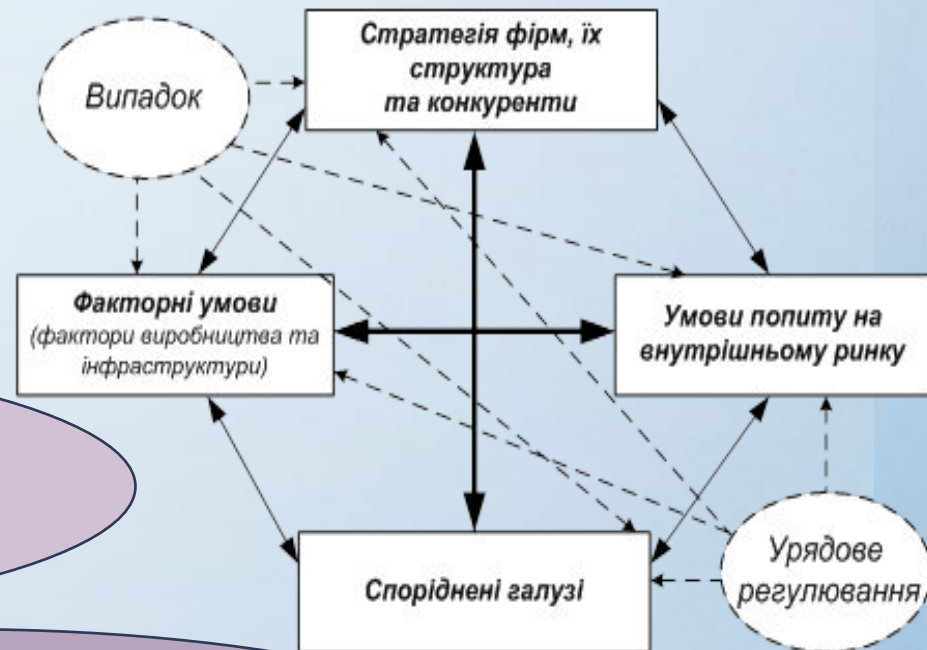 Стратегія фірм, їх
структура
та конкуренти
Випадок
Факторні умови
(фактори виробництва та
інфраструктури)
Умови попиту на
внутрішньому ринку
Споріднені галузі
Урядове
регулювання